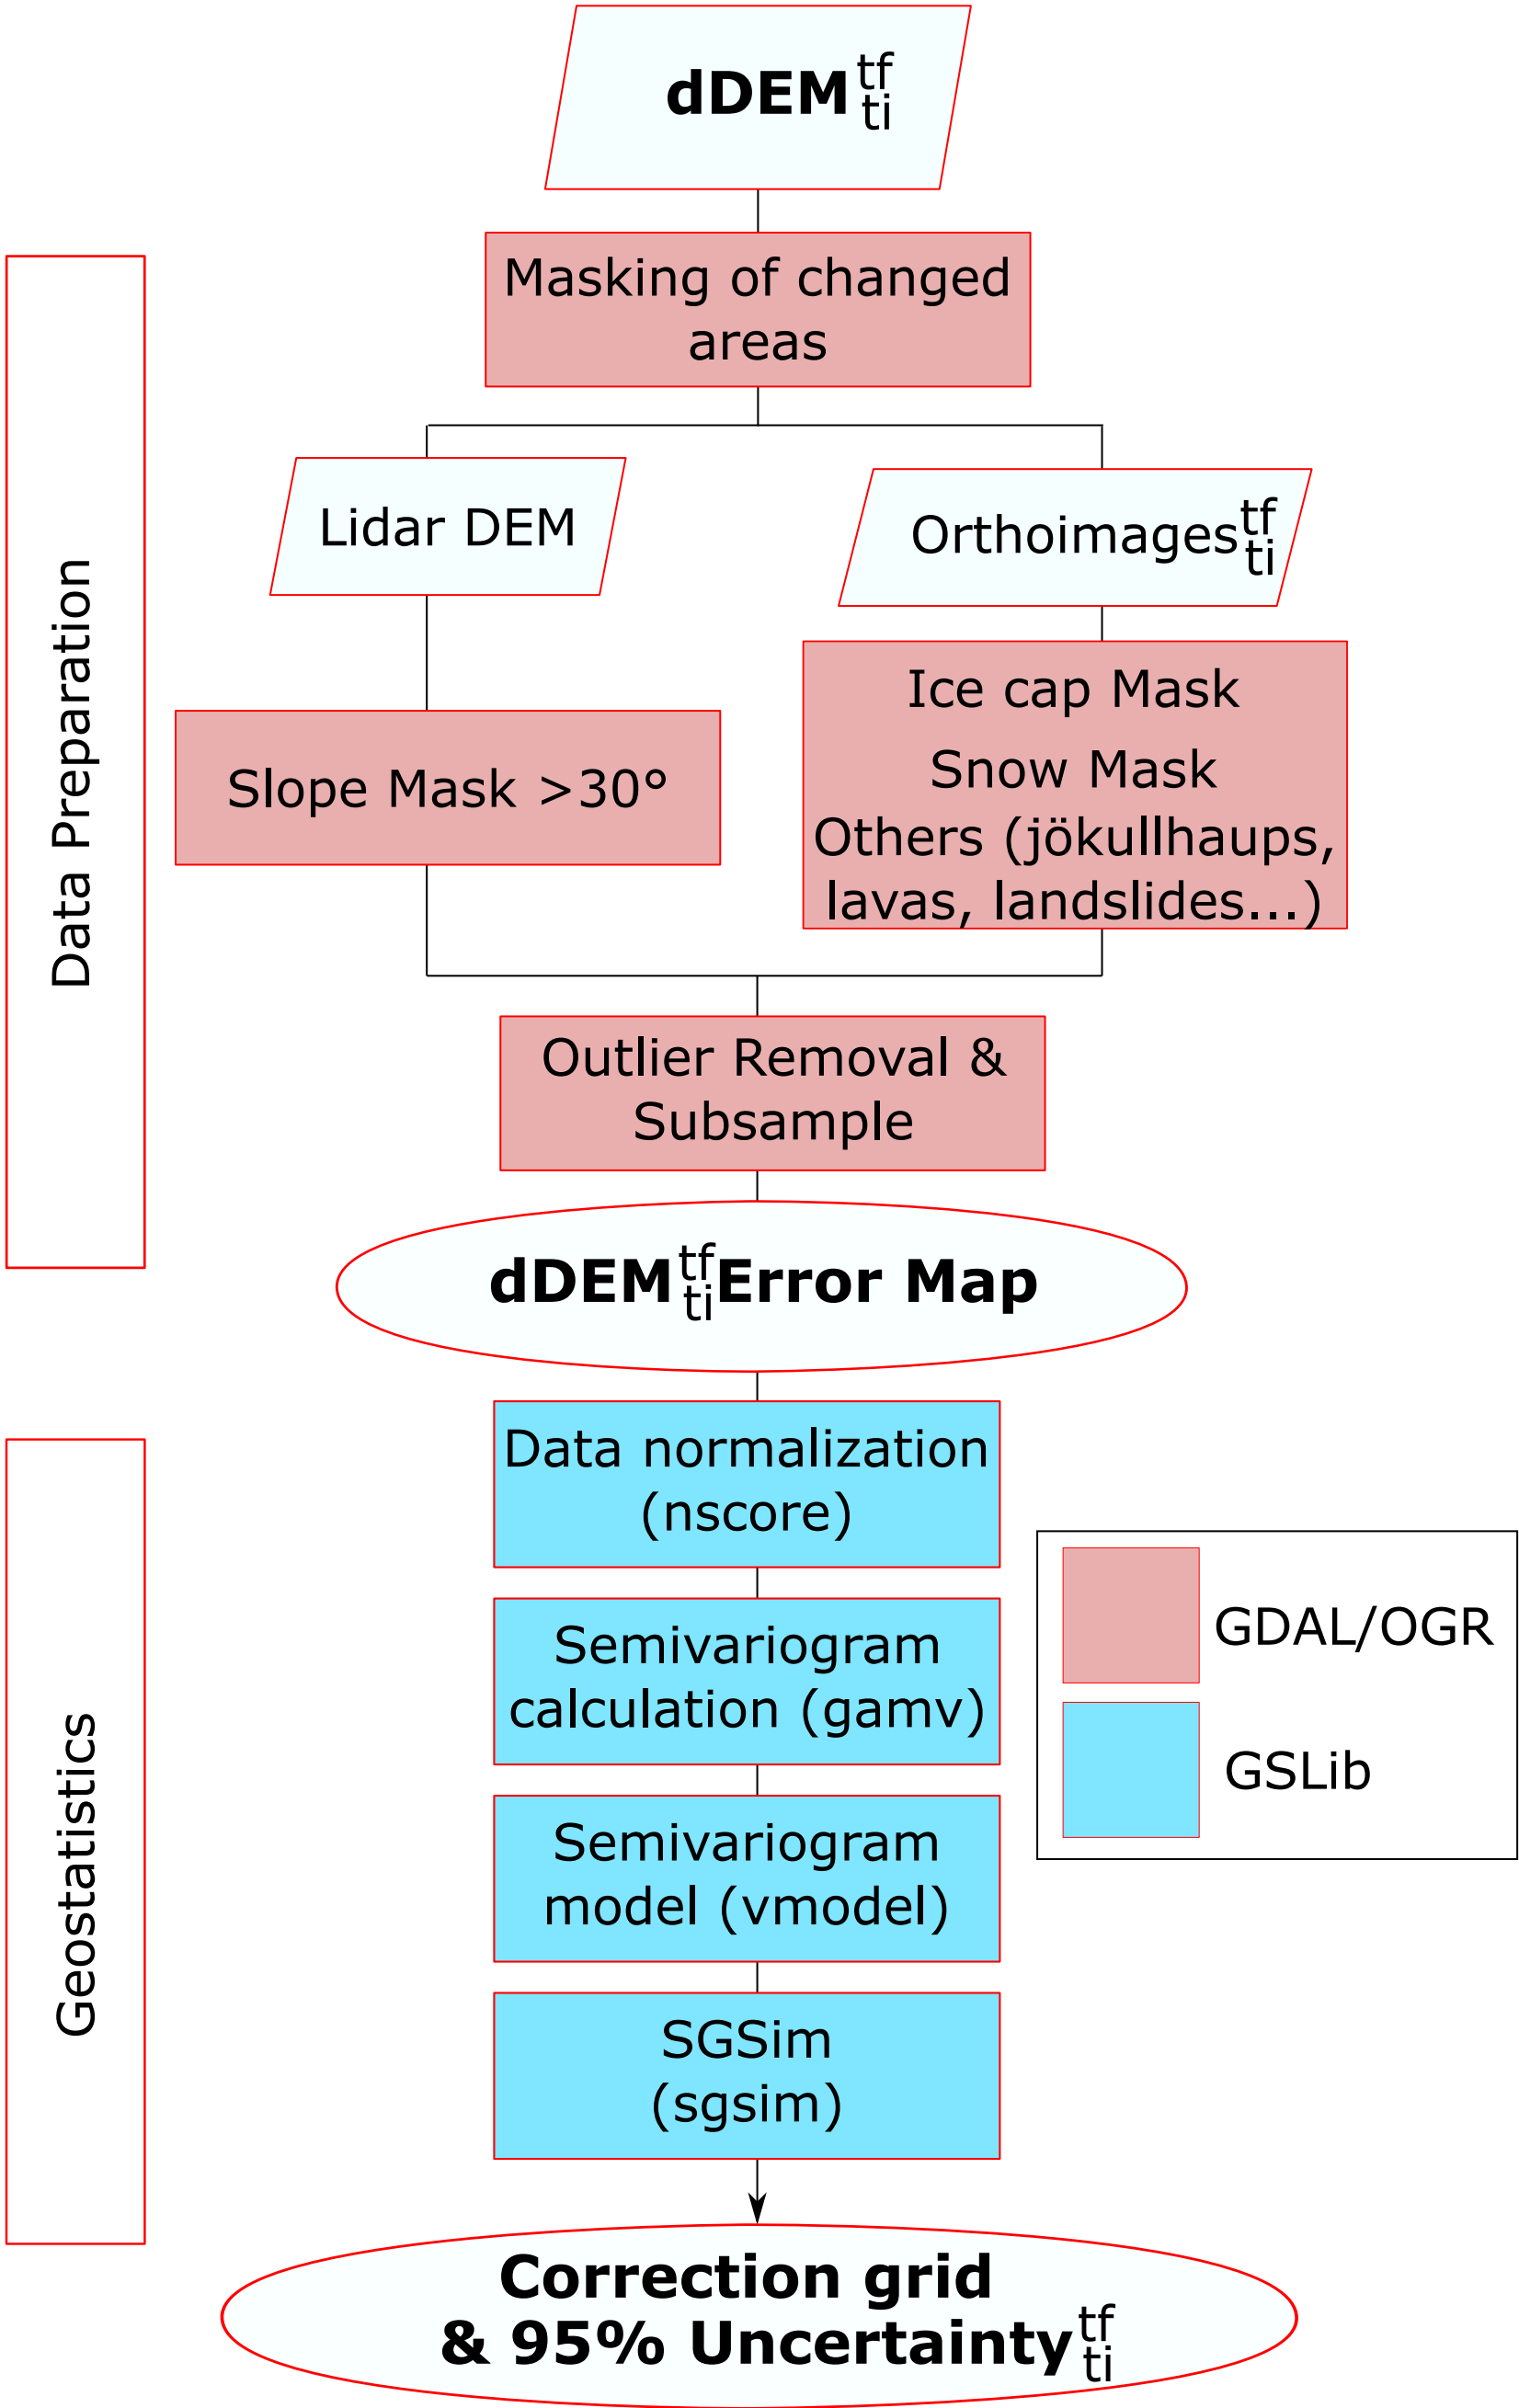 dDEM tf ti
Masking of changed
areas
Data Preparation
Lidar DEM
Orthoimages tf ti
Slope Mask >30°
Ice cap Mask
Snow Mask
Others (jökullhaups,
lavas, landslides...)
Outlier Removal &
Subsample
dDEM tf ti Error Map
Geostatistics
Data normalization
(nscore)
Semivariogram
calculation (gamv)
Semivariogram
model (vmodel)
SGSim
(sgsim)
GDAL/OGR
GSLib
Correction grid
& 95% Uncertainty tf ti